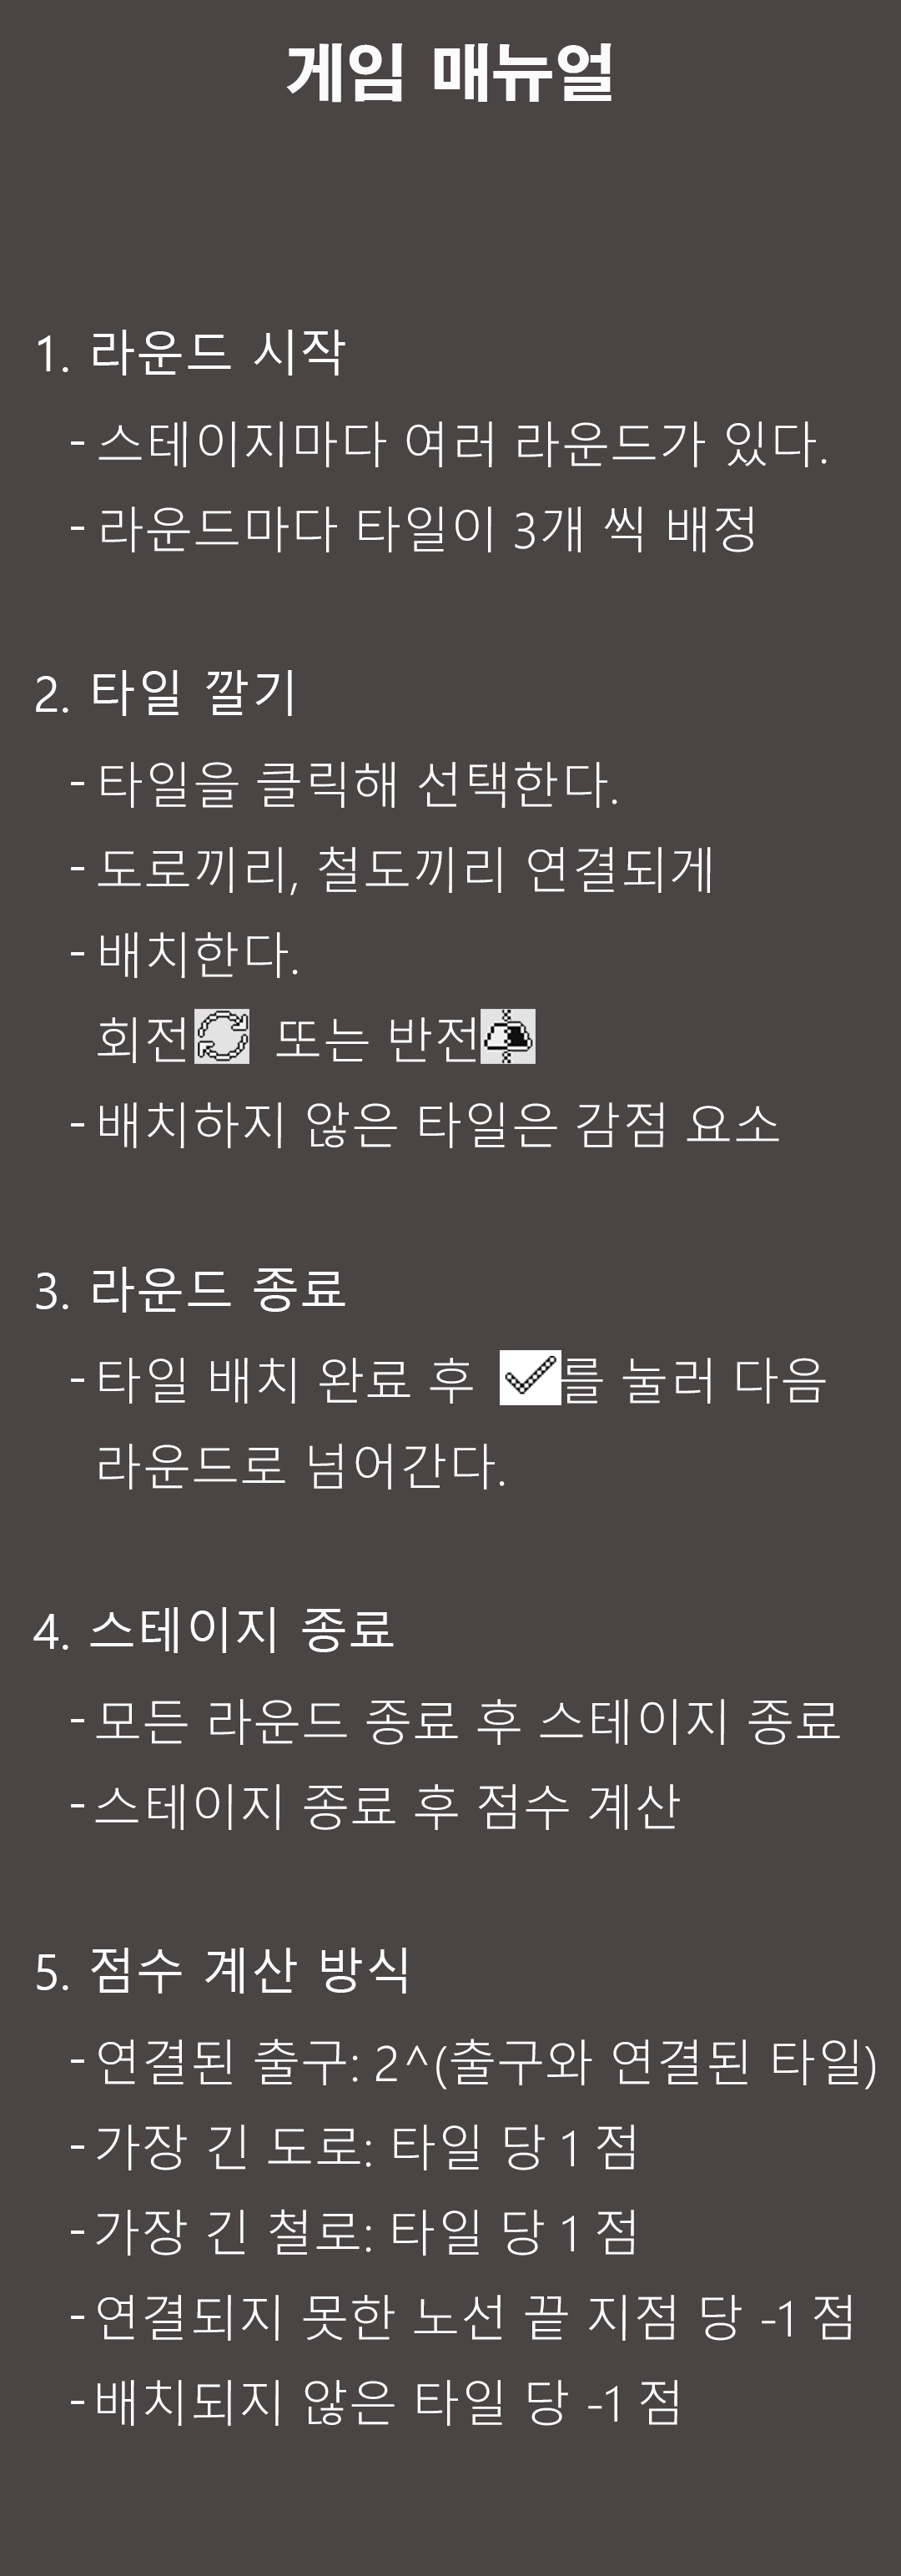 게임 매뉴얼
1. 라운드 시작
- 스테이지마다 여러 라운드가 있다.
- 라운드마다 타일이 3개 씩 배정
2. 타일 깔기
- 타일을 클릭해 선택한다.
- 도로끼리, 철도끼리 연결되게
- 배치한다.
회전 또는 반전
- 배치하지 않은 타일은 감점 요소
3. 라운드 종료
- 타일 배치 완료 후 를 눌러 다음
라운드로 넘어간다.
4. 스테이지 종료
- 모든 라운드 종료 후 스테이지 종료
- 스테이지 종료 후 점수 계산
5. 점수 계산 방식
- 연결된 출구: 2^(출구와 연결된 타일)
- 가장 긴 도로: 타일 당 1 점
- 가장 긴 철로: 타일 당 1 점
- 연결되지 못한 노선 끝 지점 당 -1 점
- 배치되지 않은 타일 당 -1 점